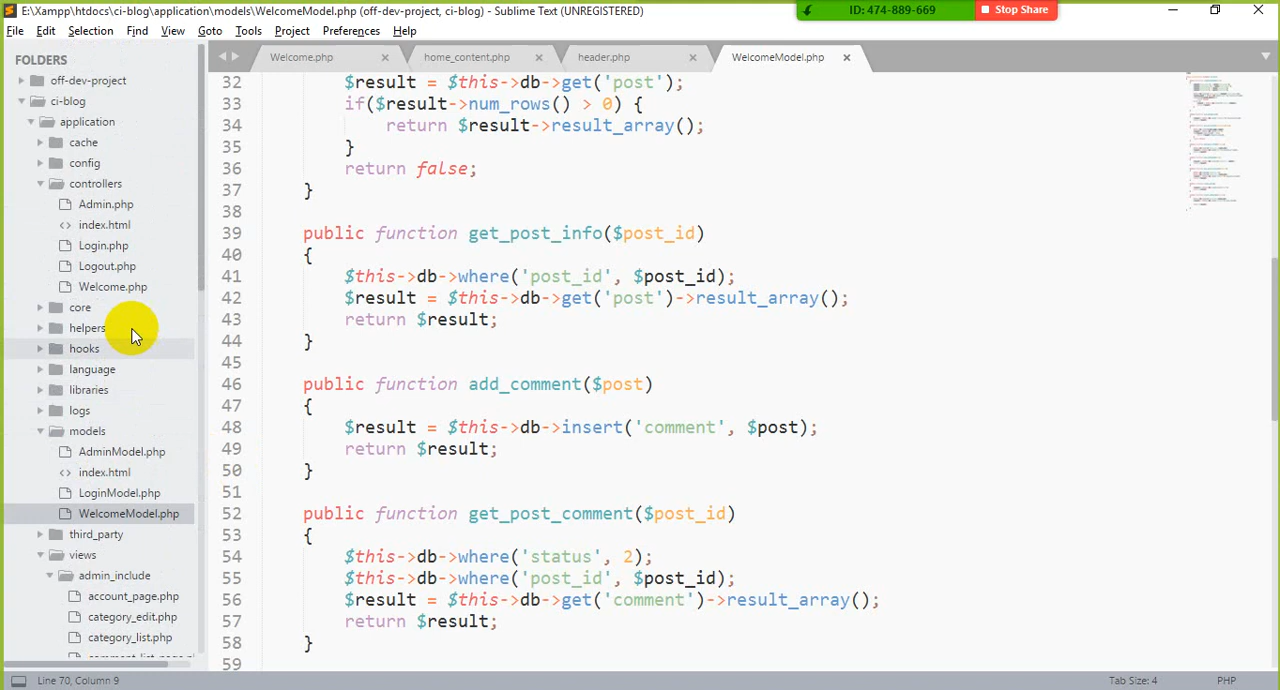 E:\Xampp\htdocs\ci-blog\application\models\WelcomeModel.php (off-dev-project, ci-blog) - Sublime Text (UNREGISTERED)
ID: 474-889-669
Stop Share
File Edit Selection Find View Goto Tools Project Preferences Help
FOLDERS
off-dev-project
ci-blog
application
cache
config
controllers
Admin.php
index.html
Login.php
Logout.php
Welcome.php
core
helpers
hooks
language
libraries
logs
models
AdminModel.php
index.html
LoginModel.php
WelcomeModel.php
third_party
views
admin_include
account_page.php
category_edit.php
category_list.php
Welcome.php
home_content.php
header.php
WelcomeModel.php
32 $result = $this->db->get('post');
33 if($result->num_rows() > 0) {
34 return $result->result_array();
35 }
36 return false;
37 }
38
39 public function get_post_info($post_id)
40 {
41 $this->db->where('post_id', $post_id);
42 $result = $this->db->get('post')->result_array();
43 return $result;
44 }
45
46 public function add_comment($post)
47 {
48 $result = $this->db->insert('comment', $post);
49 return $result;
50 }
51
52 public function get_post_comment($post_id)
53 {
54 $this->db->where('status', 2);
55 $this->db->where('post_id', $post_id);
56 $result = $this->db->get('comment')->result_array();
57 return $result;
58 }
59
Line 70, Column 9
Tab Size: 4
PHP